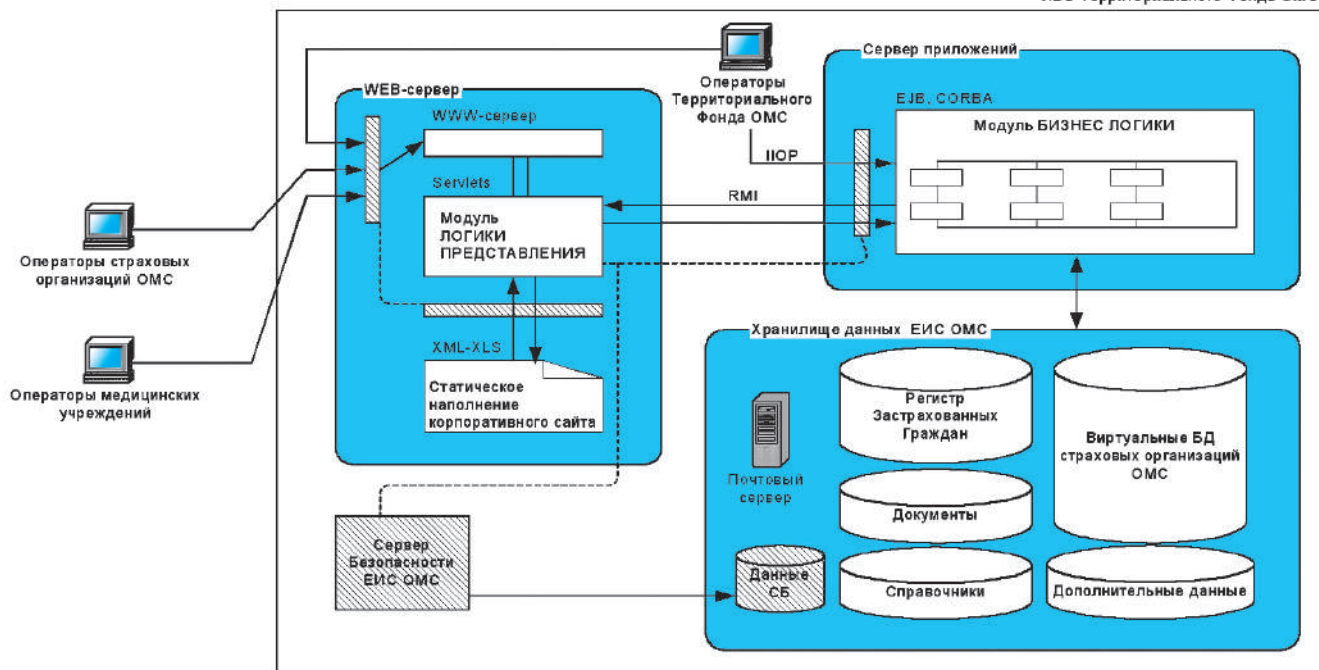 WEB-сервер
WWW-сервер
Servlets
Модуль
ЛОГИКИ
ПРЕДСТАВЛЕНИЯ
XML-XLS
Статическое
наполнение
корпоративного сайта
Операторы
Территориального
Фонда ОМС
Сервер приложений
EJB, CORBA
Модуль БИЗНЕС ЛОГИКИ
IIOP
RMI
Операторы страховых
организаций ОМС
Операторы медицинских
учреждений
Хранилище данных ЕИС ОМС
Регистр
Застрахованных
Граждан
Виртуальные БД
страховых организаций
ОМС
Почтовый
сервер
Документы
Данные
СБ
Справочники
Дополнительные данные
Сервер
Безопасности
ЕИС ОМС